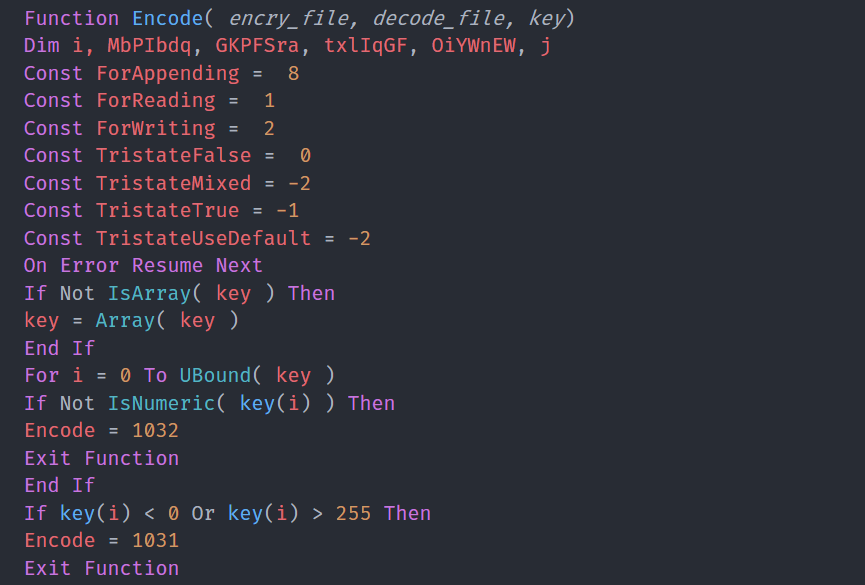 Function Encode( encry_file, decode_file, key)
Dim i, MbPIbdq, GKPFSra, txlIqGF, OiYWnEW, j
Const ForAppending =  8
Const ForReading =  1
Const ForWriting =  2
Const TristateFalse =  0
Const TristateMixed = -2
Const TristateTrue = -1
Const TristateUseDefault = -2
On Error Resume Next
If Not IsArray( key ) Then
key = Array( key )
End If
For i = 0 To UBound( key )
If Not IsNumeric( key(i) ) Then
Encode = 1032
Exit Function
End If
If key(i) < 0 Or key(i) > 255 Then
Encode = 1031
Exit Function